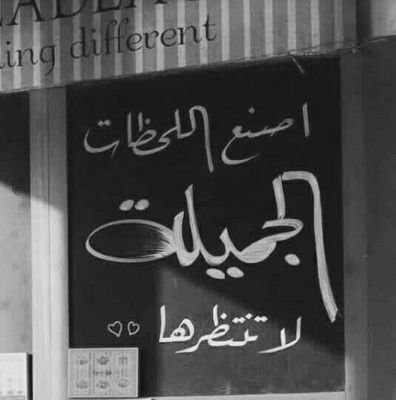 ing different
اصنع اللحظات
الجميلة
لا تنتظرها ♡♡